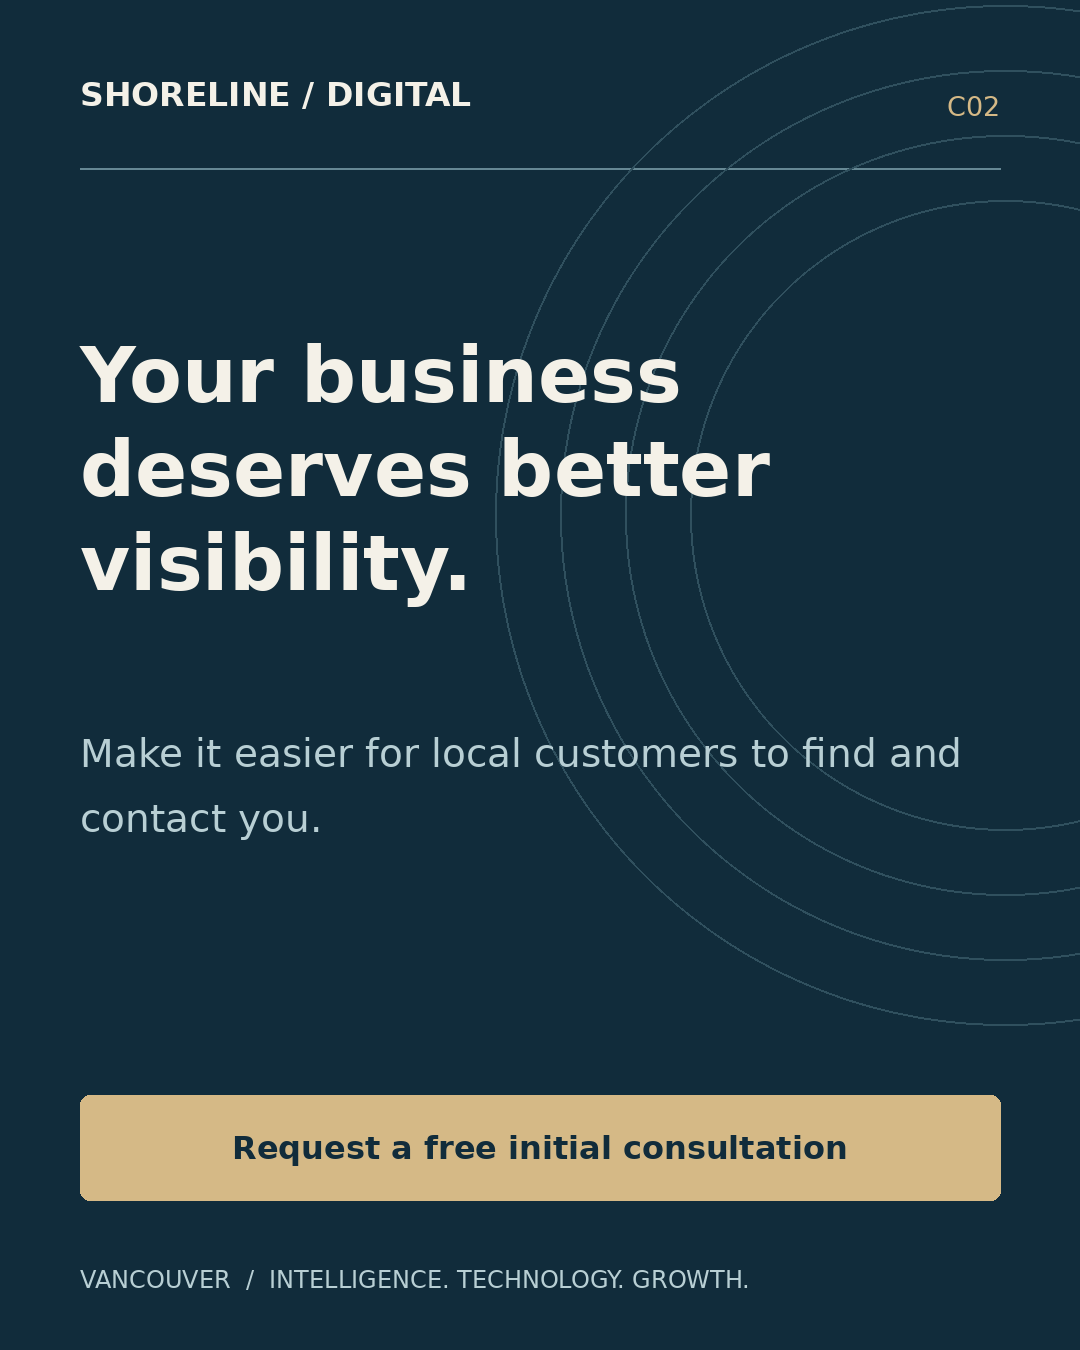 SHORELINE / DIGITAL
C02
Your business
deserves better
visibility.
Make it easier for local customers to find and
contact you.
Request a free initial consultation
VANCOUVER / INTELLIGENCE. TECHNOLOGY. GROWTH.